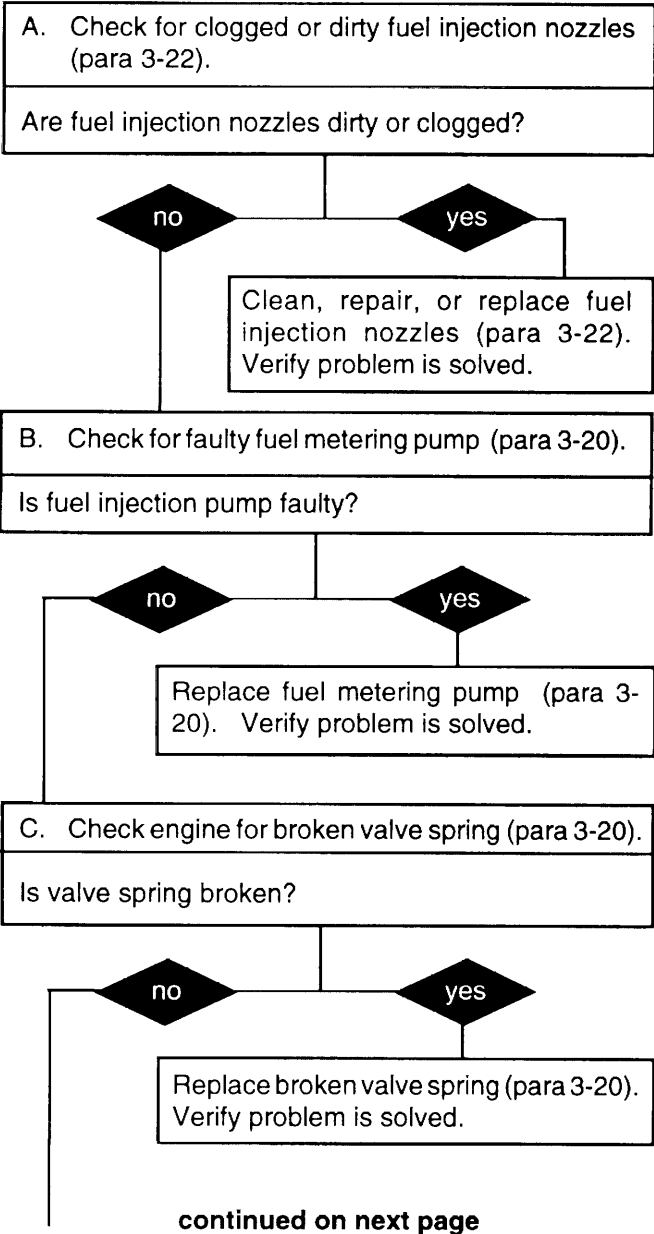 A. Check for clogged or dirty fuel injection nozzles
(para 3-22).
Are fuel injection nozzles dirty or clogged?
no
yes
Clean, repair, or replace fuel
injection nozzles (para 3-22).
Verify problem is solved.
B. Check for faulty fuel metering pump (para 3-20).
Is fuel injection pump faulty?
no
yes
Replace fuel metering pump (para 3-
20). Verify problem is solved.
C. Check engine for broken valve spring (para 3-20).
Is valve spring broken?
no
yes
Replace broken valve spring (para 3-20).
Verify problem is solved.
continued on next page